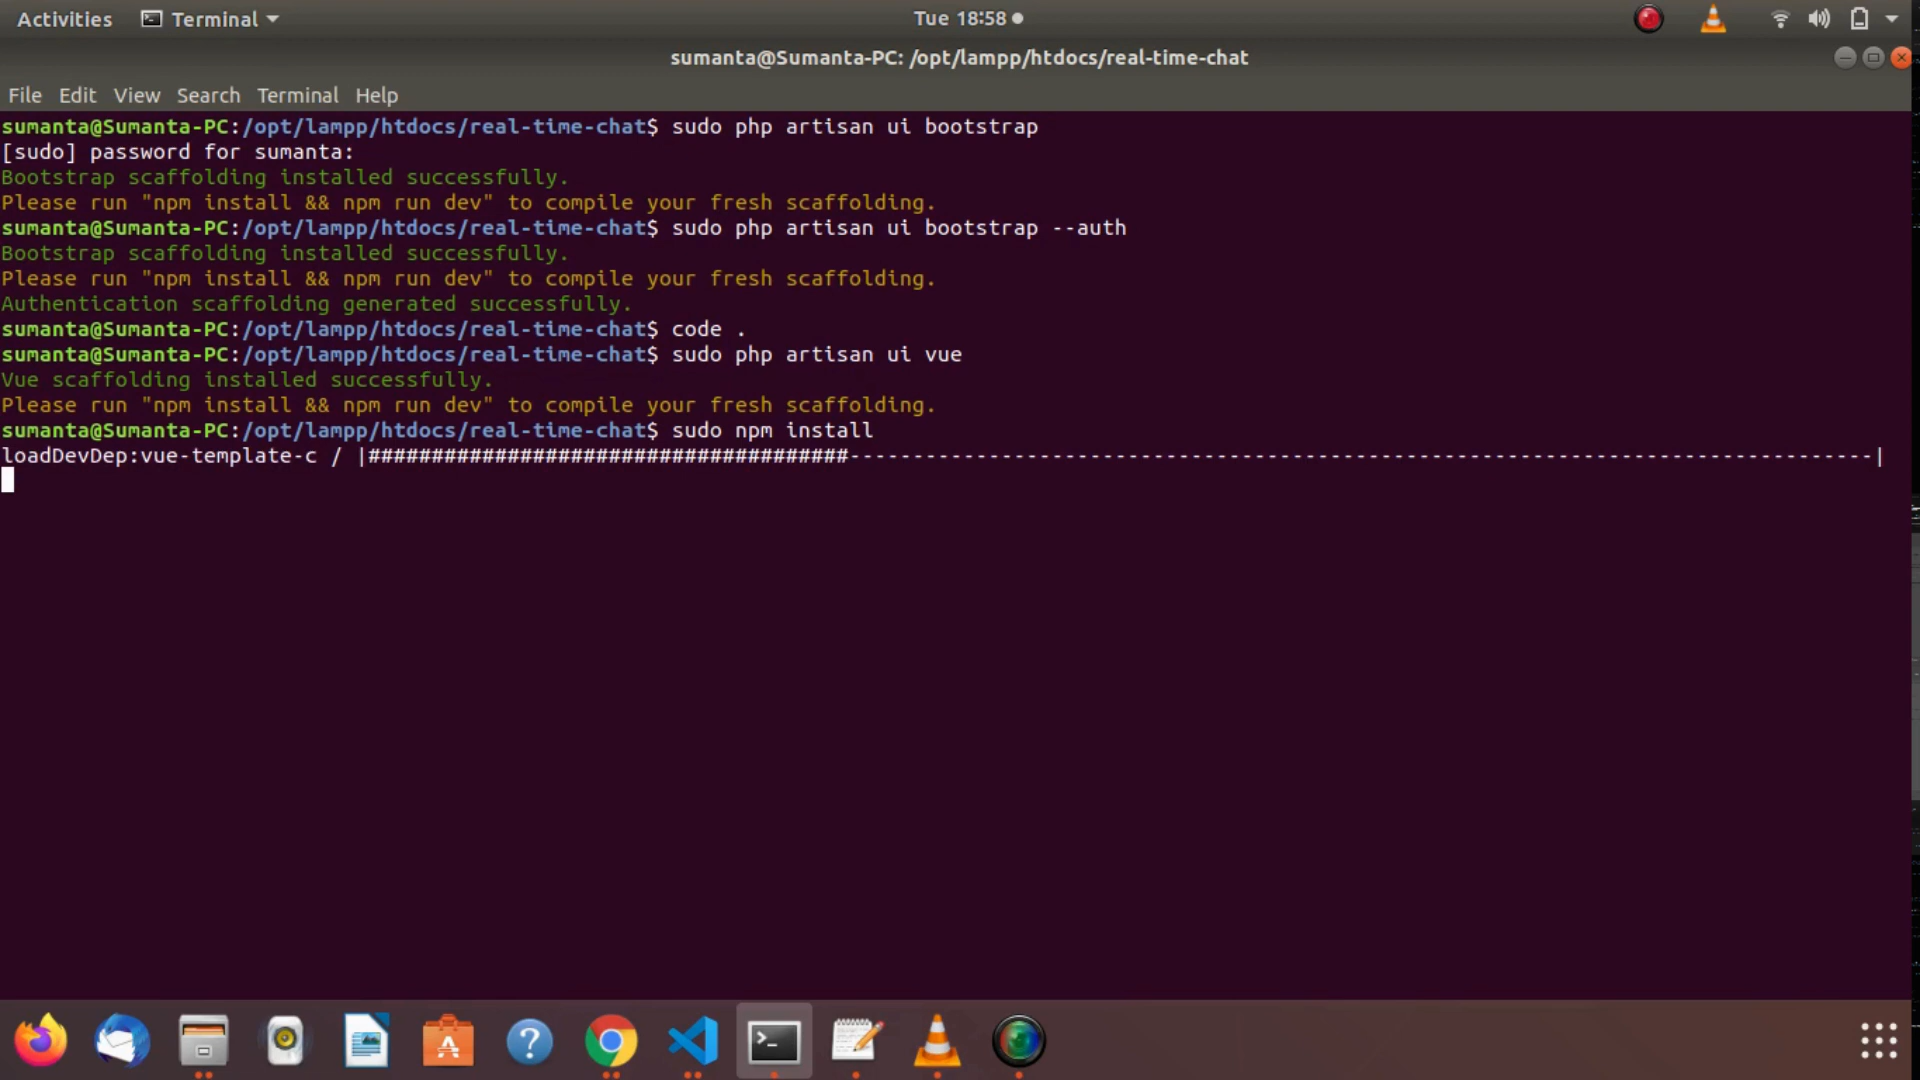 Activities Terminal Tue 18:58
sumanta@Sumanta-PC: /opt/lampp/htdocs/real-time-chat
File Edit View Search Terminal Help
sumanta@Sumanta-PC:/opt/lampp/htdocs/real-time-chat$ sudo php artisan ui bootstrap
[sudo] password for sumanta:
Bootstrap scaffolding installed successfully.
Please run "npm install && npm run dev" to compile your fresh scaffolding.
sumanta@Sumanta-PC:/opt/lampp/htdocs/real-time-chat$ sudo php artisan ui bootstrap --auth
Bootstrap scaffolding installed successfully.
Please run "npm install && npm run dev" to compile your fresh scaffolding.
Authentication scaffolding generated successfully.
sumanta@Sumanta-PC:/opt/lampp/htdocs/real-time-chat$ code .
sumanta@Sumanta-PC:/opt/lampp/htdocs/real-time-chat$ sudo php artisan ui vue
Vue scaffolding installed successfully.
Please run "npm install && npm run dev" to compile your fresh scaffolding.
sumanta@Sumanta-PC:/opt/lampp/htdocs/real-time-chat$ sudo npm install
loadDevDep:vue-template-c / |######################################---------------------------------------------------------------------------------|